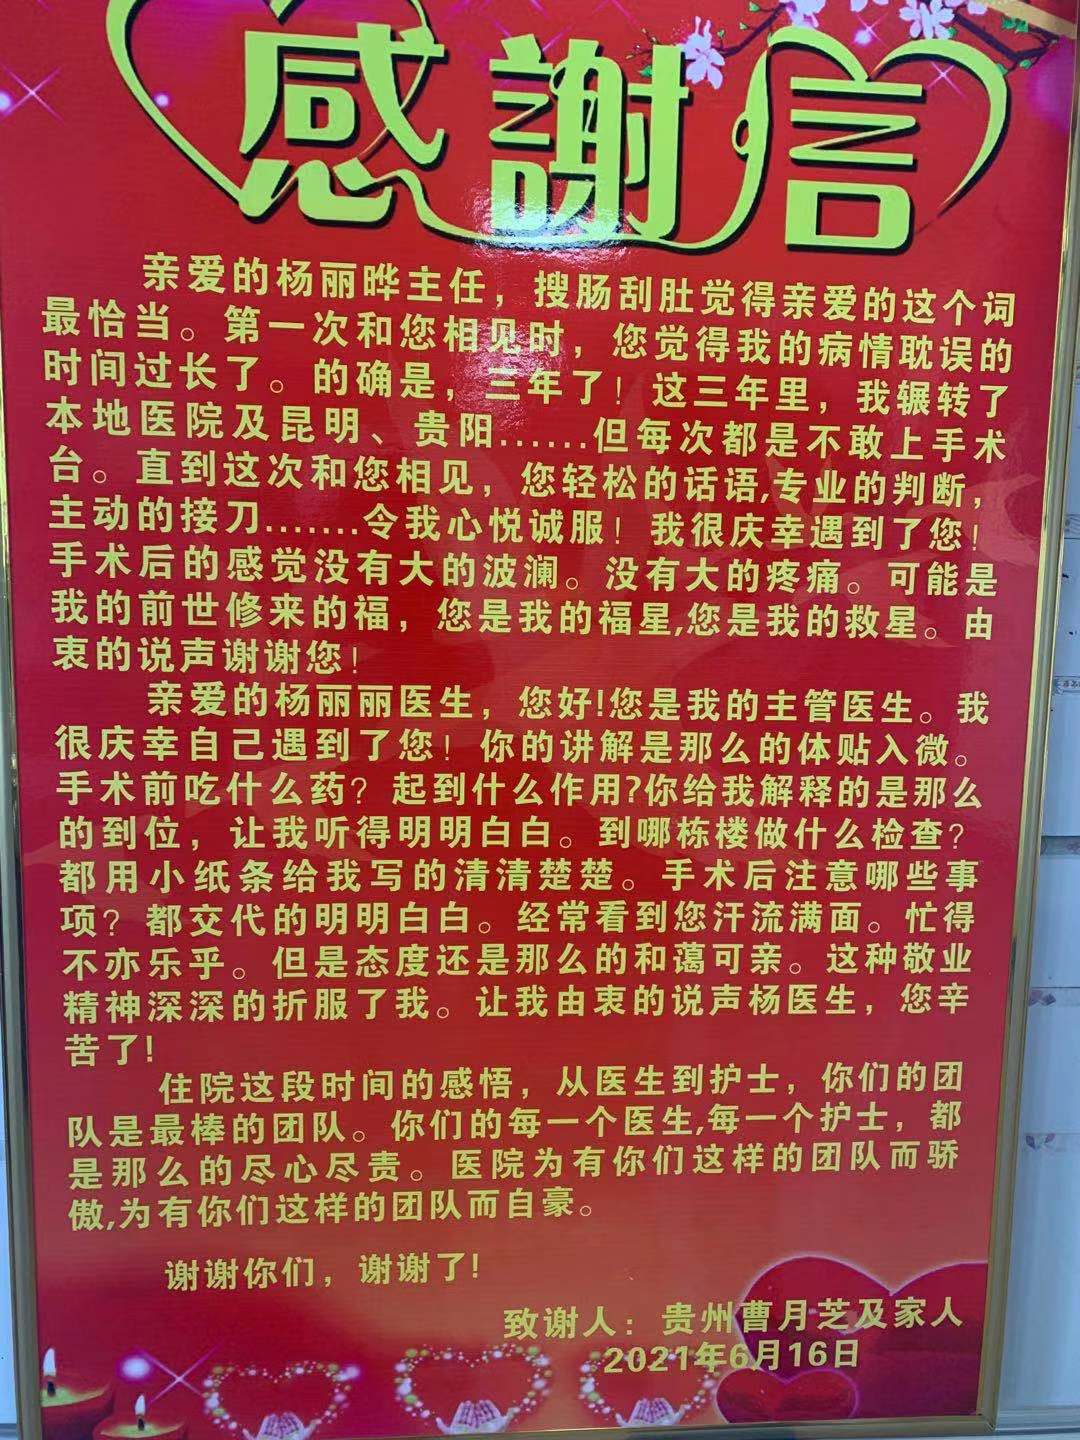 感謝信
亲爱的杨丽晔主任，搜肠刮肚觉得亲爱的这个词
最恰当。第一次和您相见时，您觉得我的病情耽误的
时间过长了。的确是，三年了！这三年里，我辗转了
本地医院及昆明、贵阳......但每次都是不敢上手术
台。直到这次和您相见，您轻松的话语,专业的判断，
主动的接刀.......令我心悦诚服！我很庆幸遇到了您！
手术后的感觉没有大的波澜。没有大的疼痛。可能是
我的前世修来的福，您是我的福星,您是我的救星。由
衷的说声谢谢您！
亲爱的杨丽丽医生，您好!您是我的主管医生。我
很庆幸自己遇到了您！你的讲解是那么的体贴入微。
手术前吃什么药？起到什么作用?你给我解释的是那么
的到位，让我听得明明白白。到哪栋楼做什么检查？
都用小纸条给我写的清清楚楚。手术后注意哪些事
项？都交代的明明白白。经常看到您汗流满面。忙得
不亦乐乎。但是态度还是那么的和蔼可亲。这种敬业
精神深深的折服了我。让我由衷的说声杨医生，您辛
苦了!
住院这段时间的感悟，从医生到护士，你们的团
队是最棒的团队。你们的每一个医生,每一个护士，都
是那么的尽心尽责。医院为有你们这样的团队而骄
傲,为有你们这样的团队而自豪。
谢谢你们，谢谢了!
致谢人：贵州曹月芝及家人
2021年6月16日